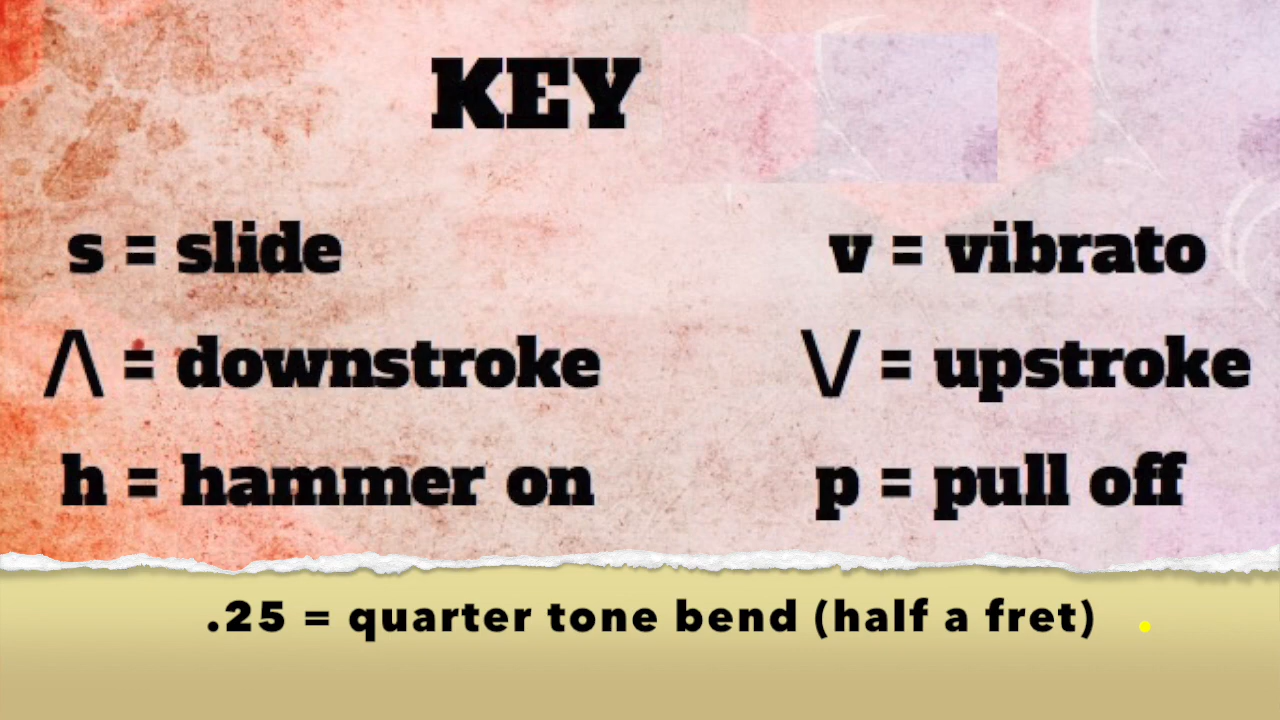 KEY
s = slide
v = vibrato
/\ = downstroke
\/ = upstroke
h = hammer on
p = pull off
.25 = quarter tone bend (half a fret)